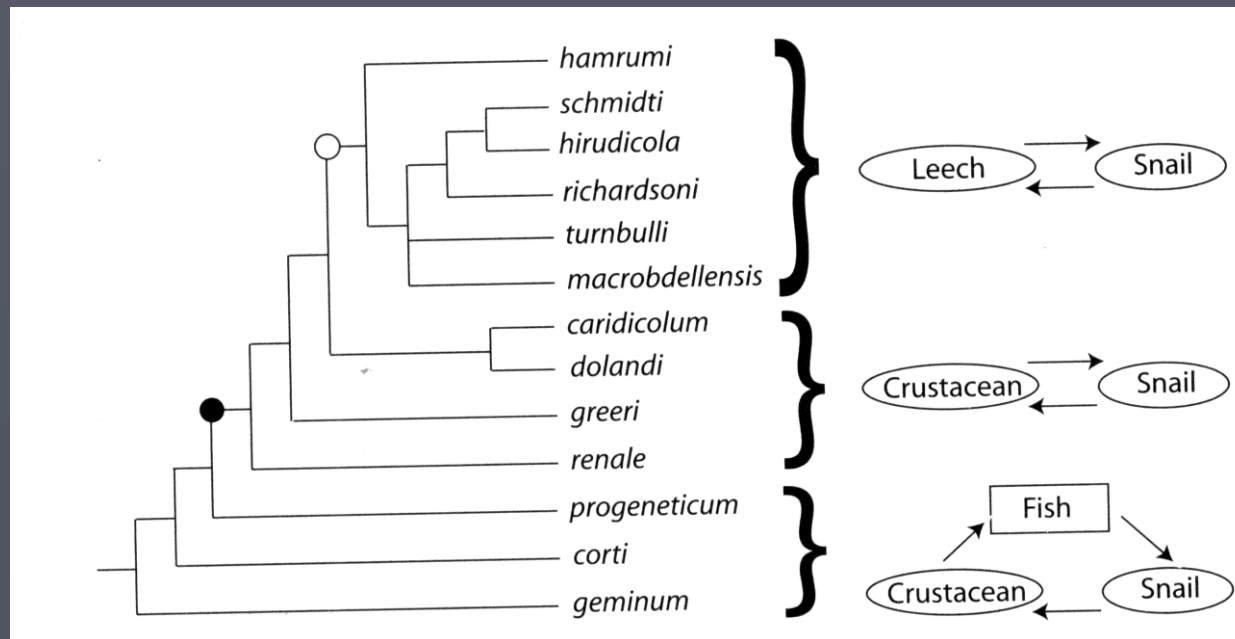 hamrumi
schmidti
hirudicola
richardsoni
turnbulli
macrobdellensis
Leech
Snail
caridicolum
dolandi
greeri
renale
Crustacean
Snail
progeneticum
corti
geminum
Fish
Crustacean
Snail